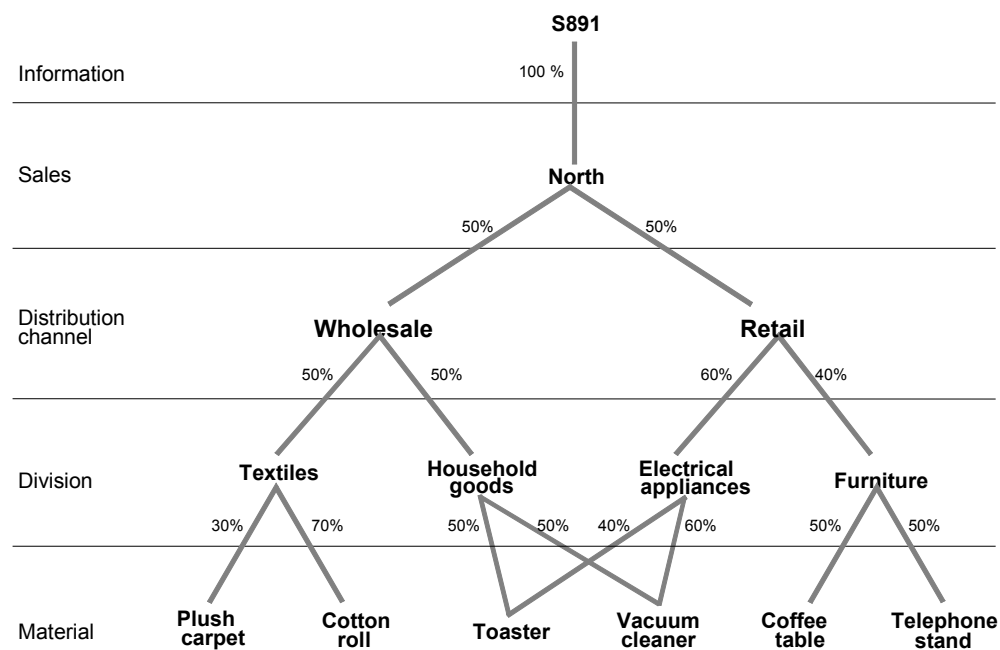 S891
100 %
Information
Sales
North
50%
50%
Distribution
channel
Wholesale
Retail
50%
50%
60%
40%
Division
Textiles
Household
goods
Electrical
appliances
Furniture
30%
70%
50%
50%
40%
60%
50%
50%
Material
Plush
carpet
Cotton
roll
Toaster
Vacuum
cleaner
Coffee
table
Telephone
stand